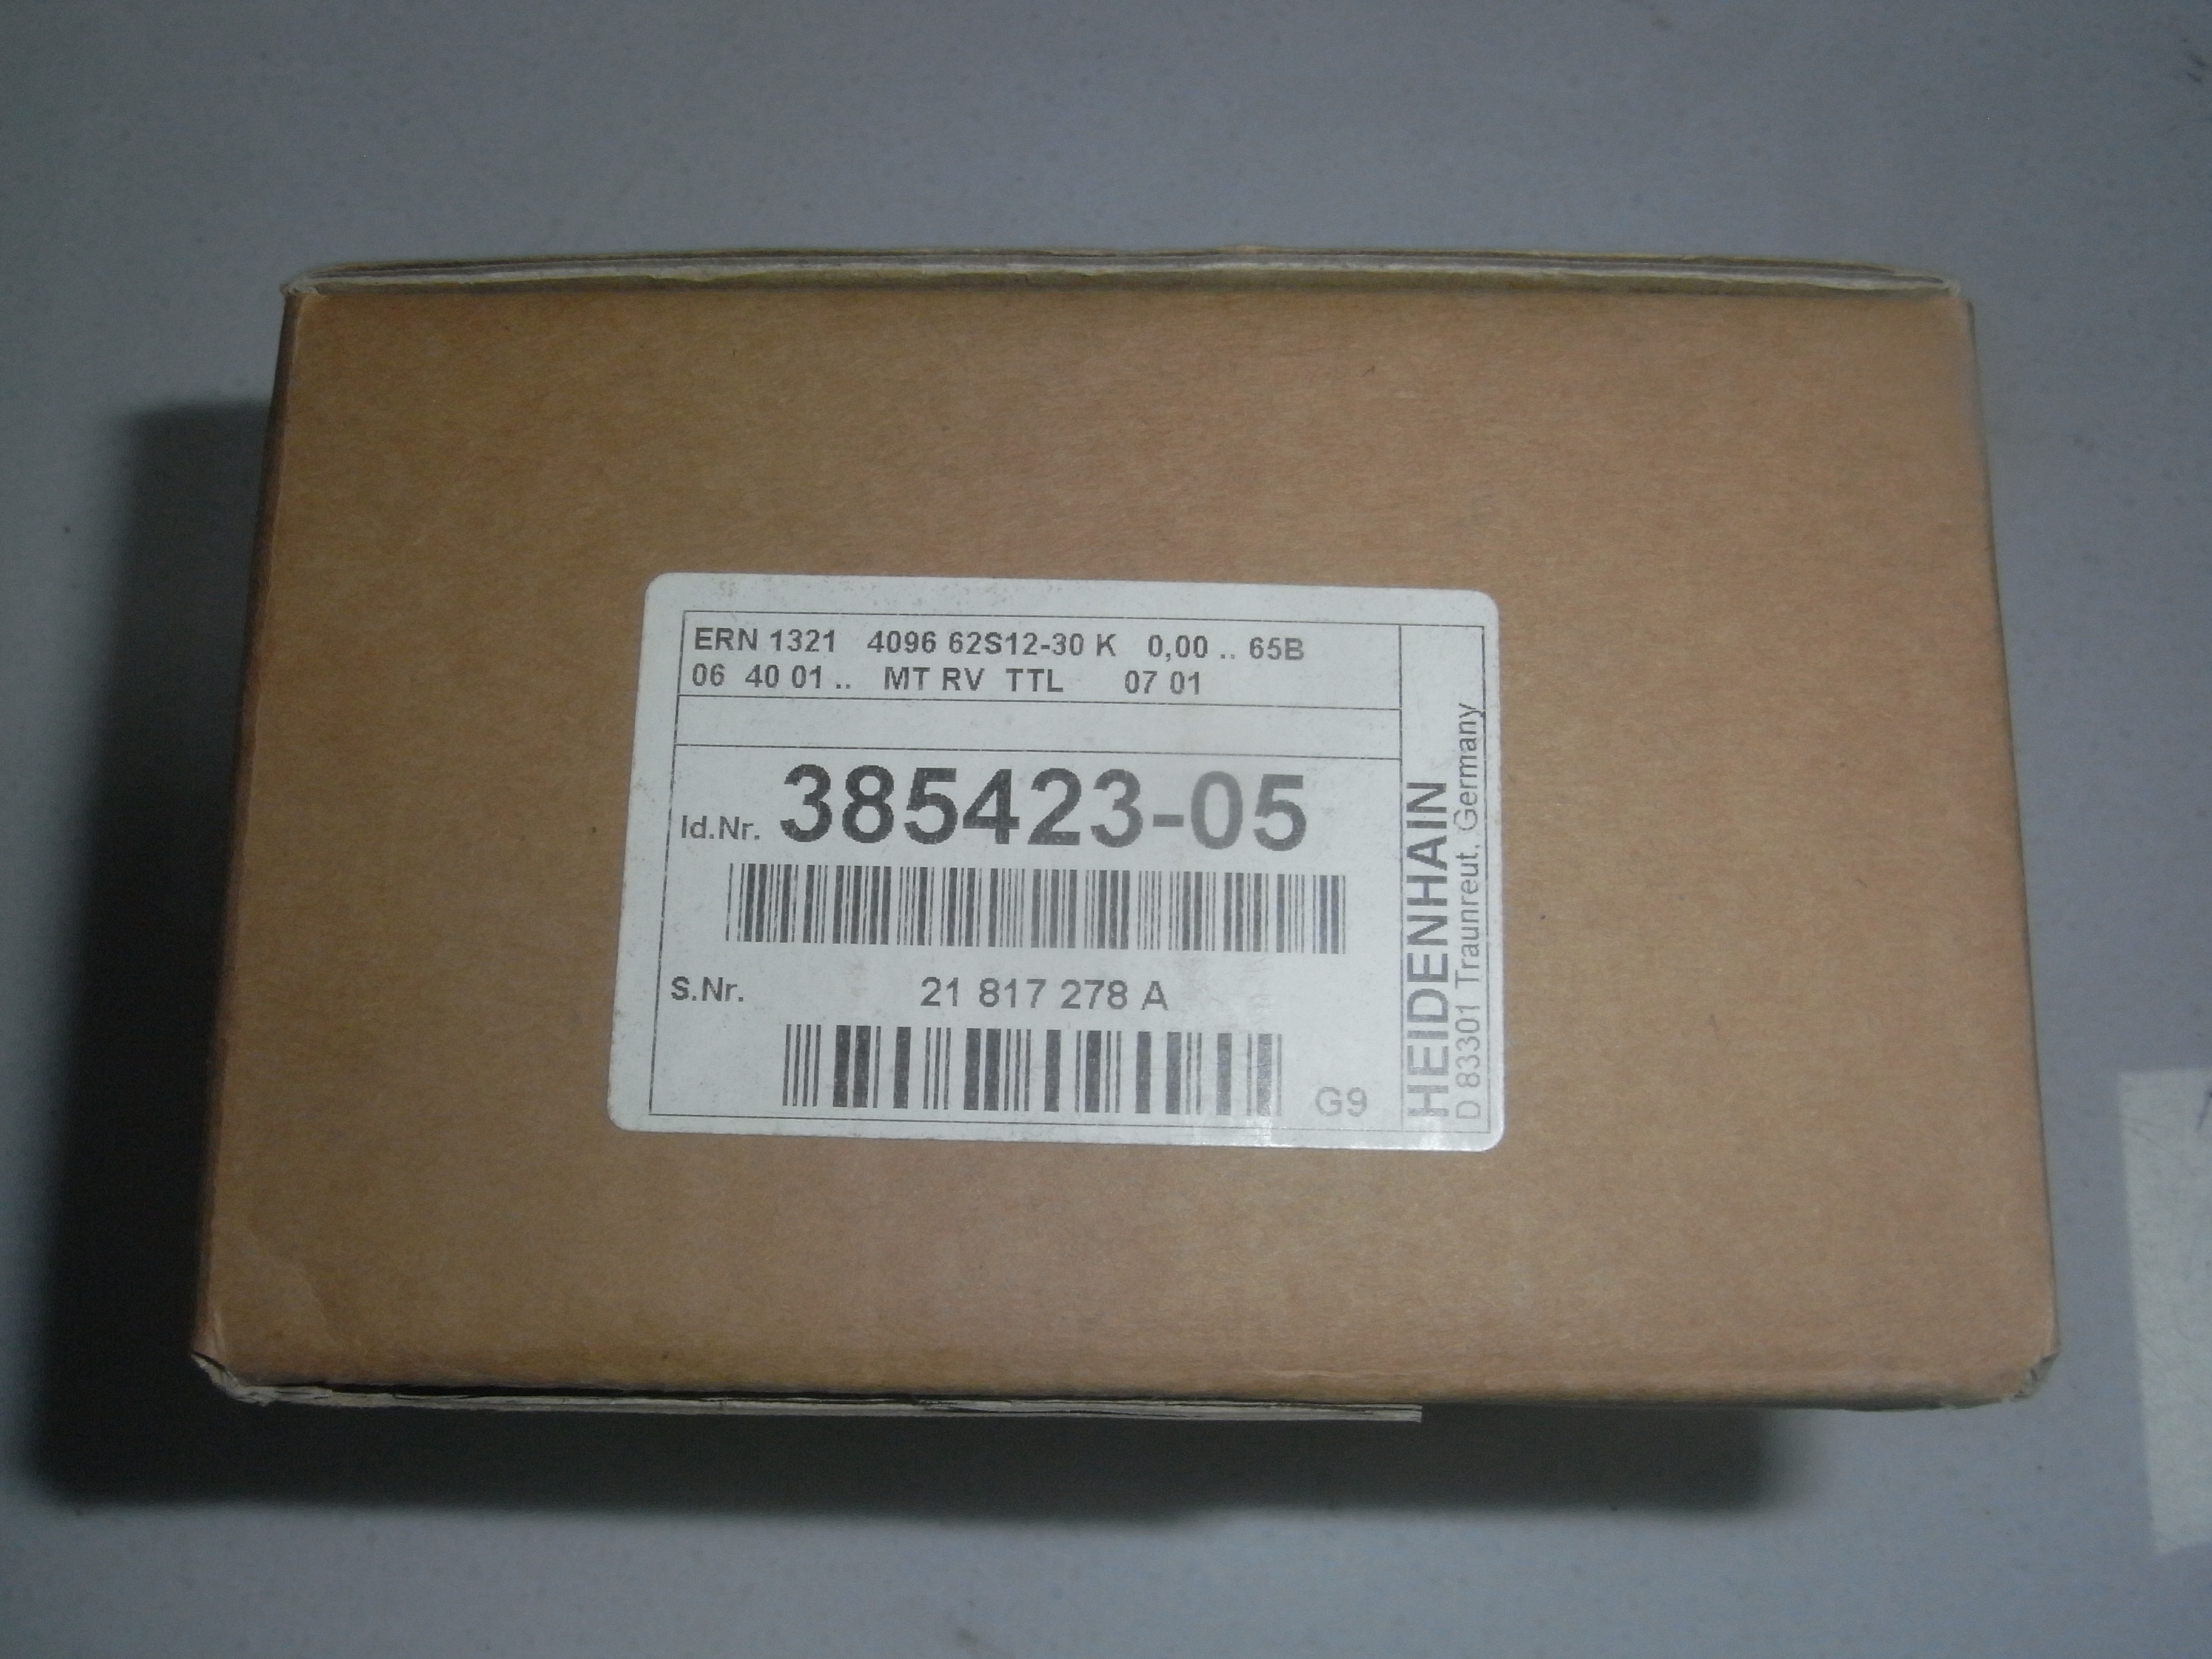 ERN 1321 4096 62S12-30 K 0,00 .. 65B
06 40 01 .. MT RV TTL 07 01
Id.Nr. 385423-05
S.Nr. 21 817 278 A
G9
HEIDENHAIN
D 83301 Traunreut, Germany